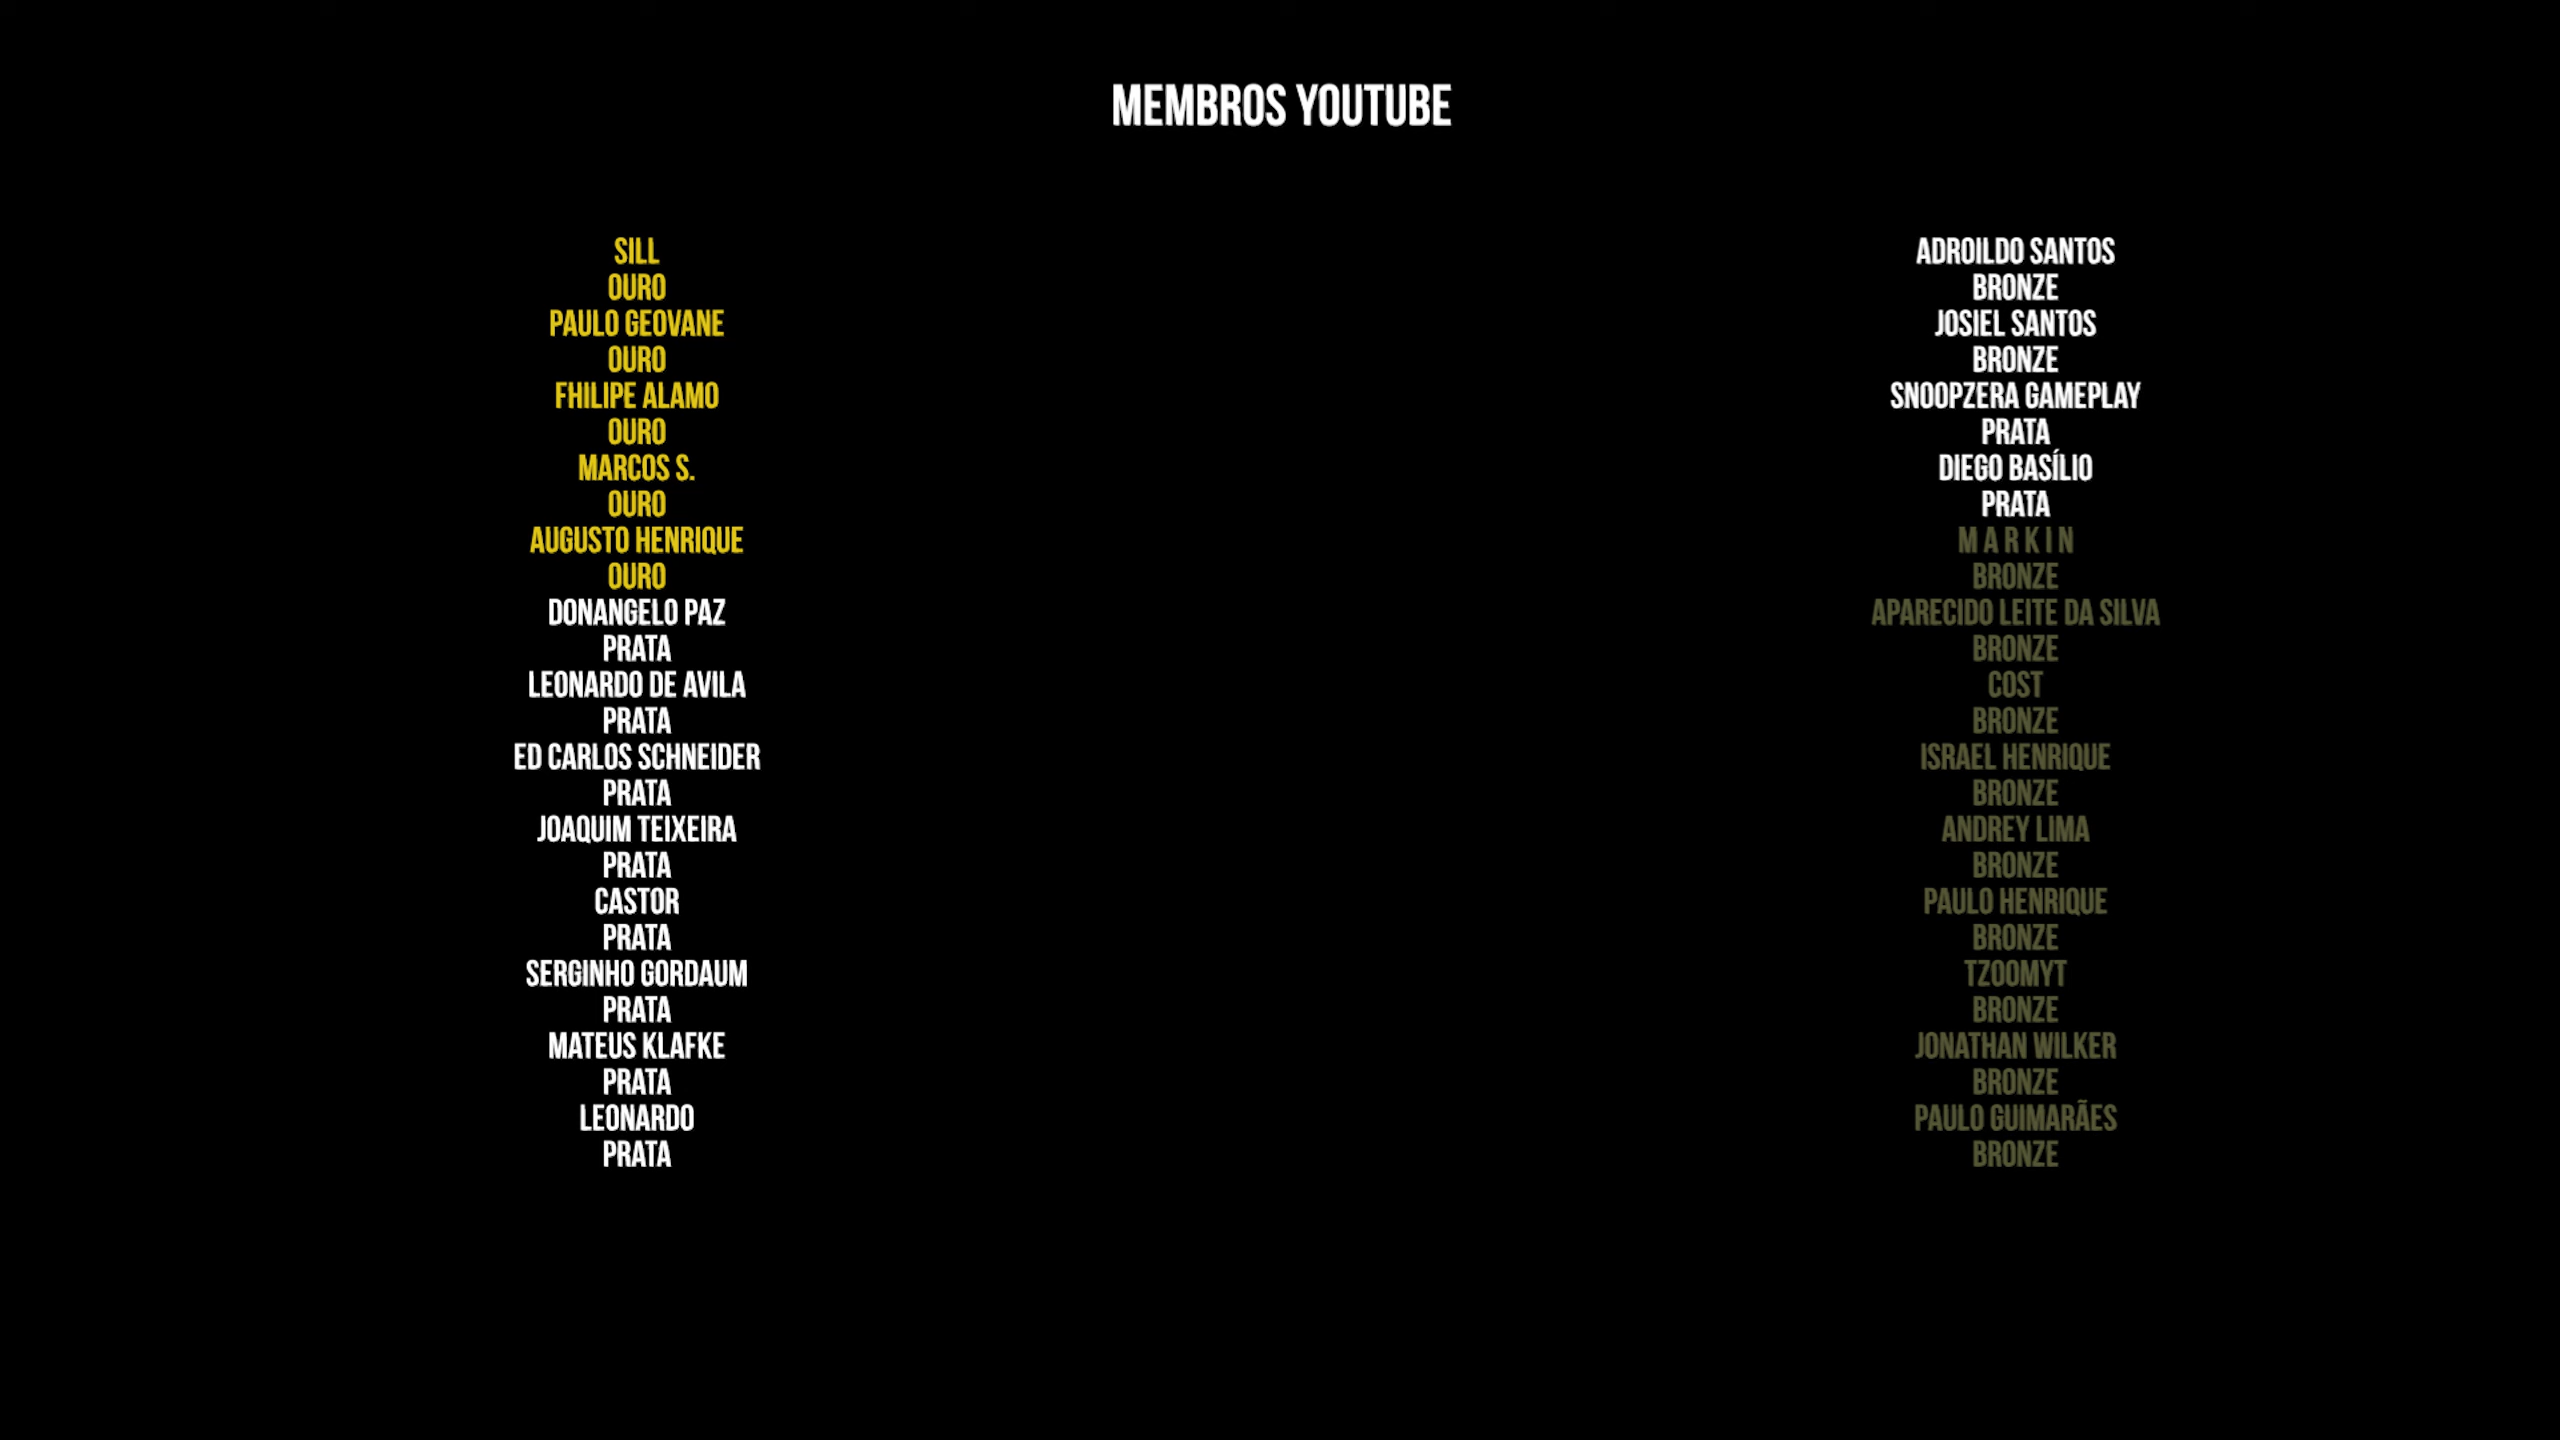 MEMBROS YOUTUBE
SILL
OURO
PAULO GEOVANE
OURO
FHILIPE ALAMO
OURO
MARCOS S.
OURO
AUGUSTO HENRIQUE
OURO
DONANGELO PAZ
PRATA
LEONARDO DE AVILA
PRATA
ED CARLOS SCHNEIDER
PRATA
JOAQUIM TEIXEIRA
PRATA
CASTOR
PRATA
SERGINHO GORDAUM
PRATA
MATEUS KLAFKE
PRATA
LEONARDO
PRATA
ADROILDO SANTOS
BRONZE
JOSIEL SANTOS
BRONZE
SNOOPZERA GAMEPLAY
PRATA
DIEGO BASÍLIO
PRATA
M A R K I N
BRONZE
APARECIDO LEITE DA SILVA
BRONZE
COST
BRONZE
ISRAEL HENRIQUE
BRONZE
ANDREY LIMA
BRONZE
PAULO HENRIQUE
BRONZE
TZOOMYT
BRONZE
JONATHAN WILKER
BRONZE
PAULO GUIMARÃES
BRONZE